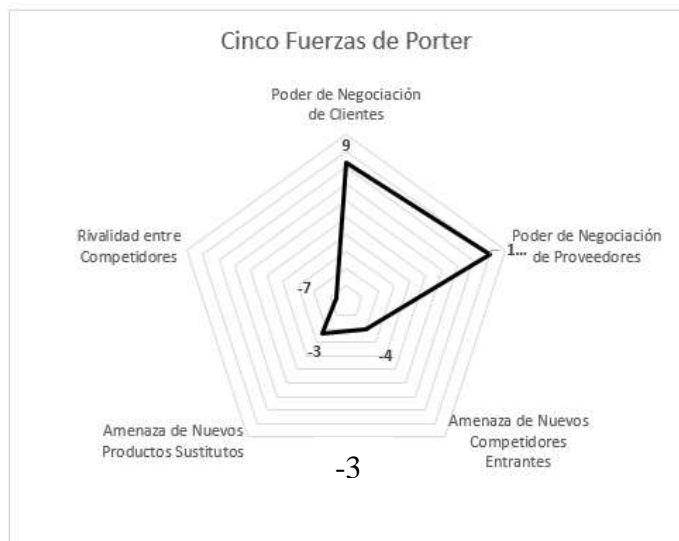 Cinco Fuerzas de Porter
Poder de Negociación
de Clientes
9
Rivalidad entre
Competidores
Poder de Negociación
de Proveedores
1...
-7
-3
-4
Amenaza de Nuevos
Productos Sustitutos
Amenaza de Nuevos
Competidores
Entrantes
-3